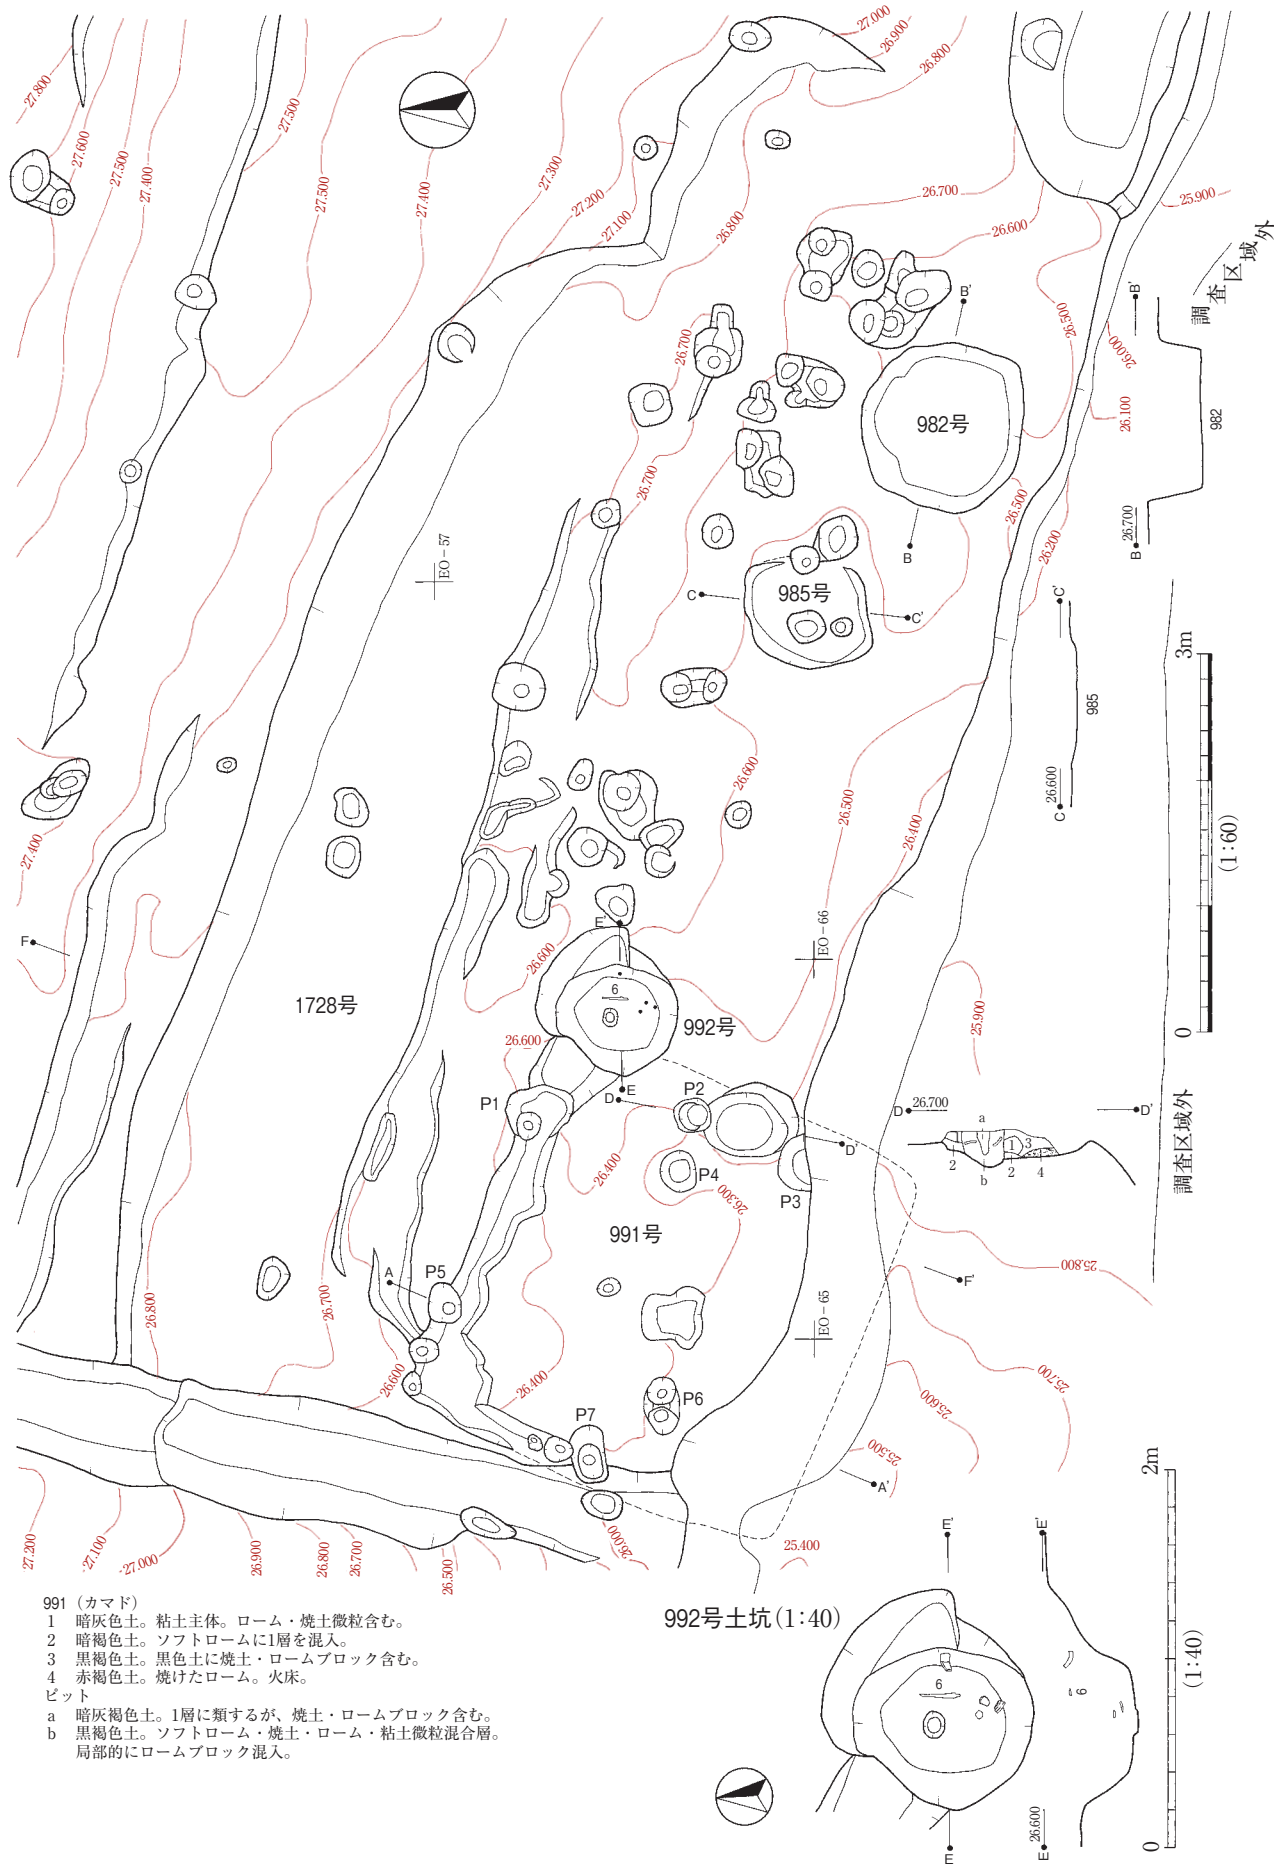 27.000
26.900
26.800
27.800
27.600
27.500
27.400
27.500
27.500
27.400
27.300
27.200
27.100
26.800
26.700
26.600
25.900
調査区域外
B'
B'
26.500
26.000
26.100
982
982号
26.700
26.700
26.500
26.200
26.700
B
B
EO-57
985号
C
C'
C'
985
26.600
C
3m
(1:60)
0
26.600
26.500
26.400
27.400
F
E'
EO-66
6
1728号
992号
26.600
25.900
E
D
P1
P2
D
26.700
D'
a
1
3
2
2
4
b
調査区域外
D'
P4
P3
26.400
26.300
991号
25.800
F'
A
P5
EO-65
26.800
26.700
26.600
26.400
25.700
25.600
P6
P7
25.500
A'
2m
26.000
25.400
27.200
27.100
27.000
26.900
26.800
26.700
26.500
E'
E'
992号土坑(1:40)
6
6
(1:40)
26.600
E
E
0
991(カマド)
1 暗灰色土。粘土主体。ローム・焼土微粒含む。
2 暗褐色土。ソフトロームに1層を混入。
3 黒褐色土。黒色土に焼土・ロームブロック含む。
4 赤褐色土。焼けたローム。火床。
ピット
a 暗灰褐色土。1層に類するが、焼土・ロームブロック含む。
b 黒褐色土。ソフトローム・焼土・ローム・粘土微粒混合層。
局部的にロームブロック混入。